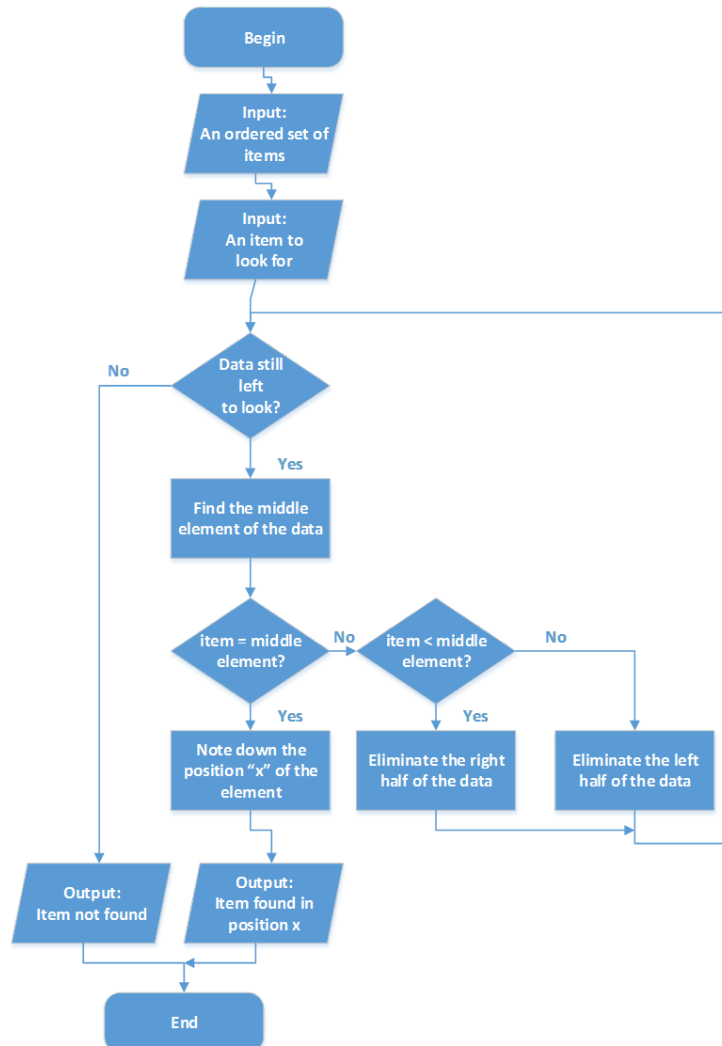 Begin
Input:
An ordered set of
items
Input:
An item to
look for
Data still
left
to look?
No
Yes
Find the middle
element of the data
item = middle
element?
No
item < middle
element?
No
Yes
Yes
Note down the
position “x” of the
element
Eliminate the right
half of the data
Eliminate the left
half of the data
Output:
Item not found
Output:
Item found in
position x
End